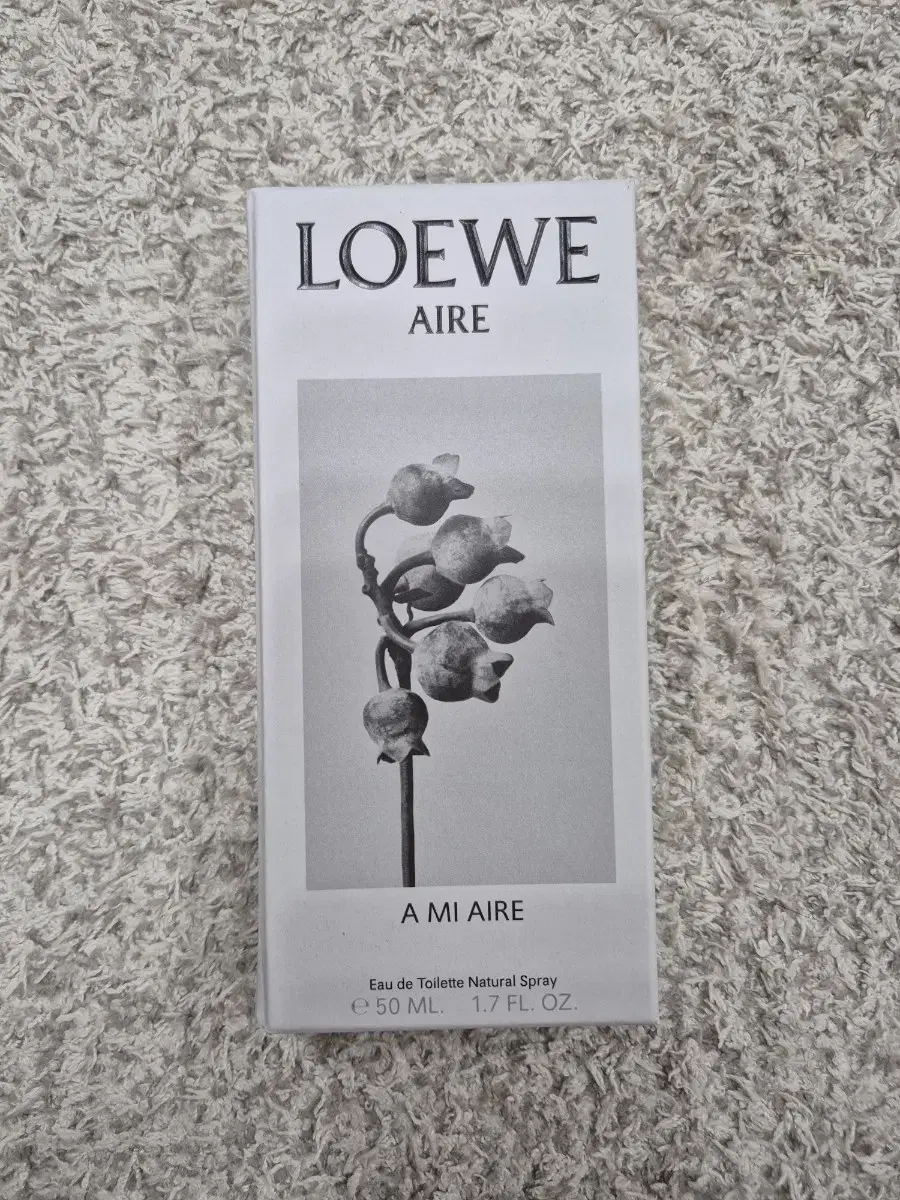 LOEWE
AIRE
A MI AIRE
Eau de Toilette Natural Spray
℮ 50 ML. 1.7 FL. OZ.